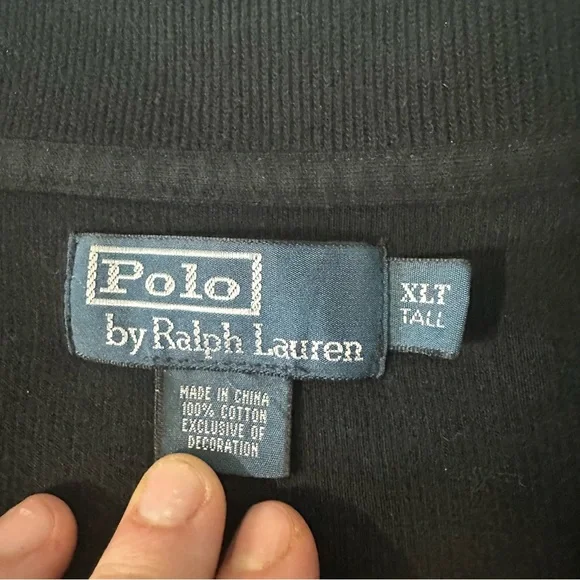 Polo
by Ralph Lauren
XLT
TALL
MADE IN CHINA
100% COTTON
EXCLUSIVE OF
DECORATION